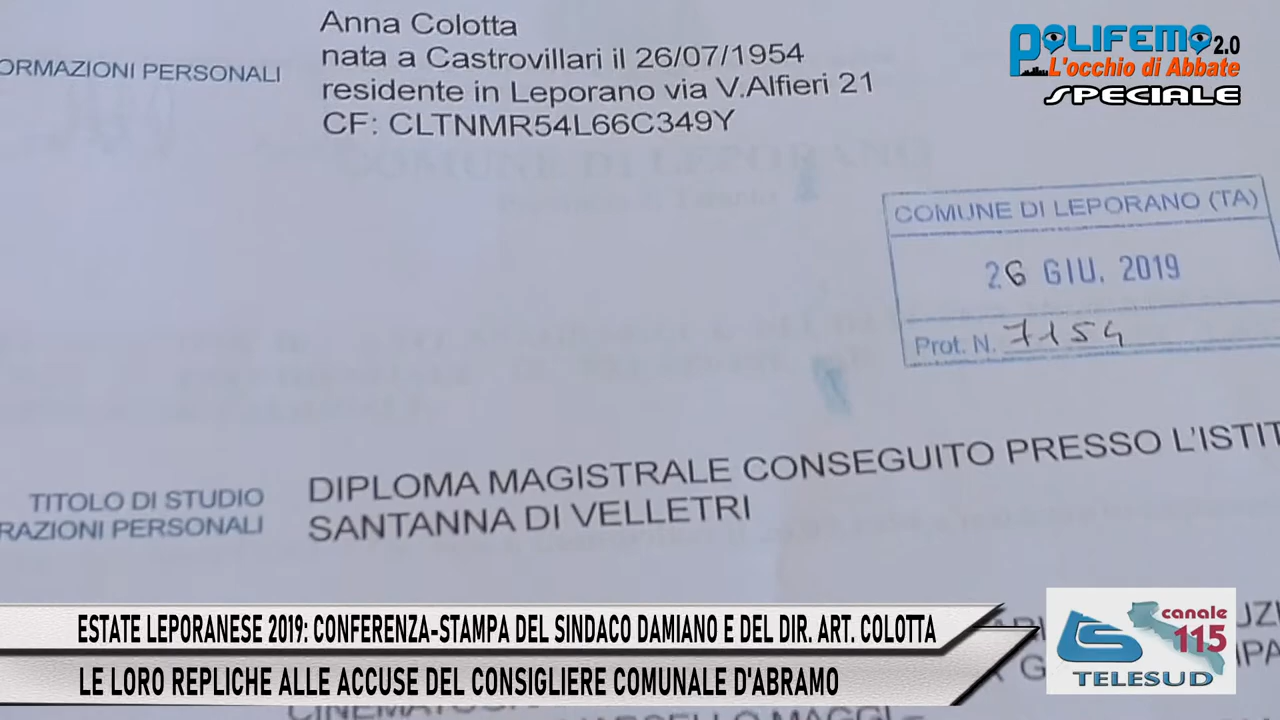 Anna Colotta
nata a Castrovillari il 26/07/1954
ORMAZIONI PERSONALI
residente in Leporano via V.Alfieri 21
CF: CLTNMR54L66C349Y
POLIFEMO 2.0
L'occhio di Abbate
SPECIALE
COMUNE DI LEPORANO (TA)
26 GIU. 2019
Prot. N. 7154
TITOLO DI STUDIO
RAZIONI PERSONALI
DIPLOMA MAGISTRALE CONSEGUITO PRESSO L'ISTIT
SANTANNA DI VELLETRI
ESTATE LEPORANESE 2019: CONFERENZA-STAMPA DEL SINDACO DAMIANO E DEL DIR. ART. COLOTTA
LE LORO REPLICHE ALLE ACCUSE DEL CONSIGLIERE COMUNALE D'ABRAMO
canale
115
TELESUD